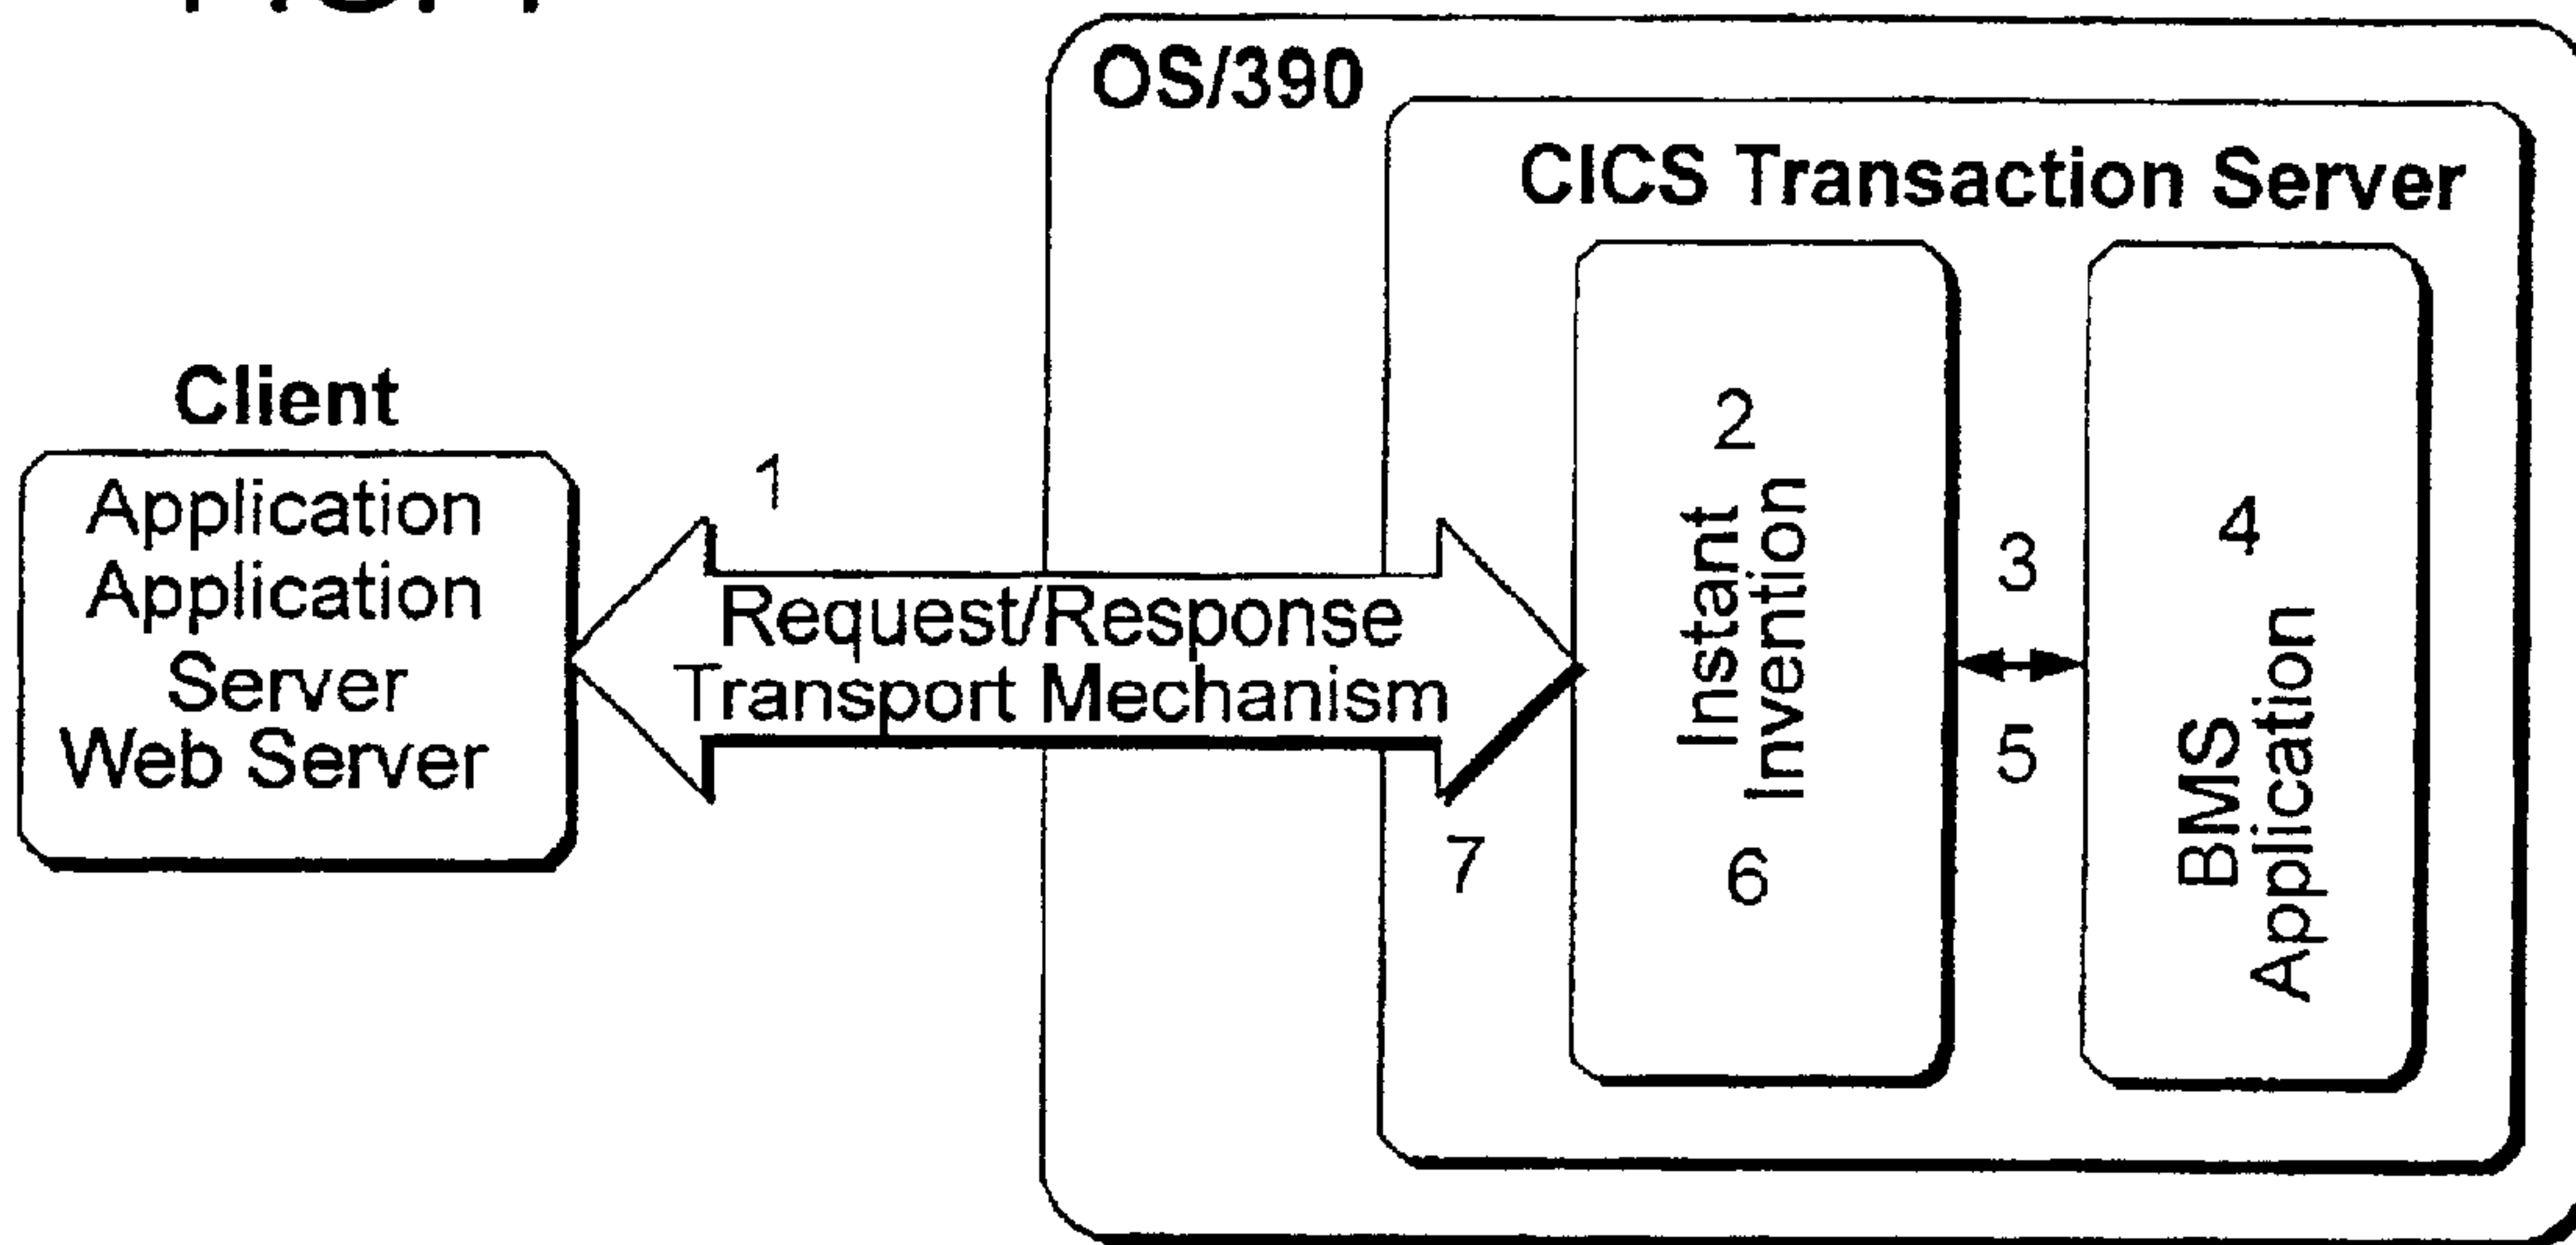 OS/390
CICS Transaction Server
Client
Application
Application
Server
Web Server
1
Request/Response
Transport Mechanism
7
2
Instant
Invention
6
3
5
4
BMS
Application